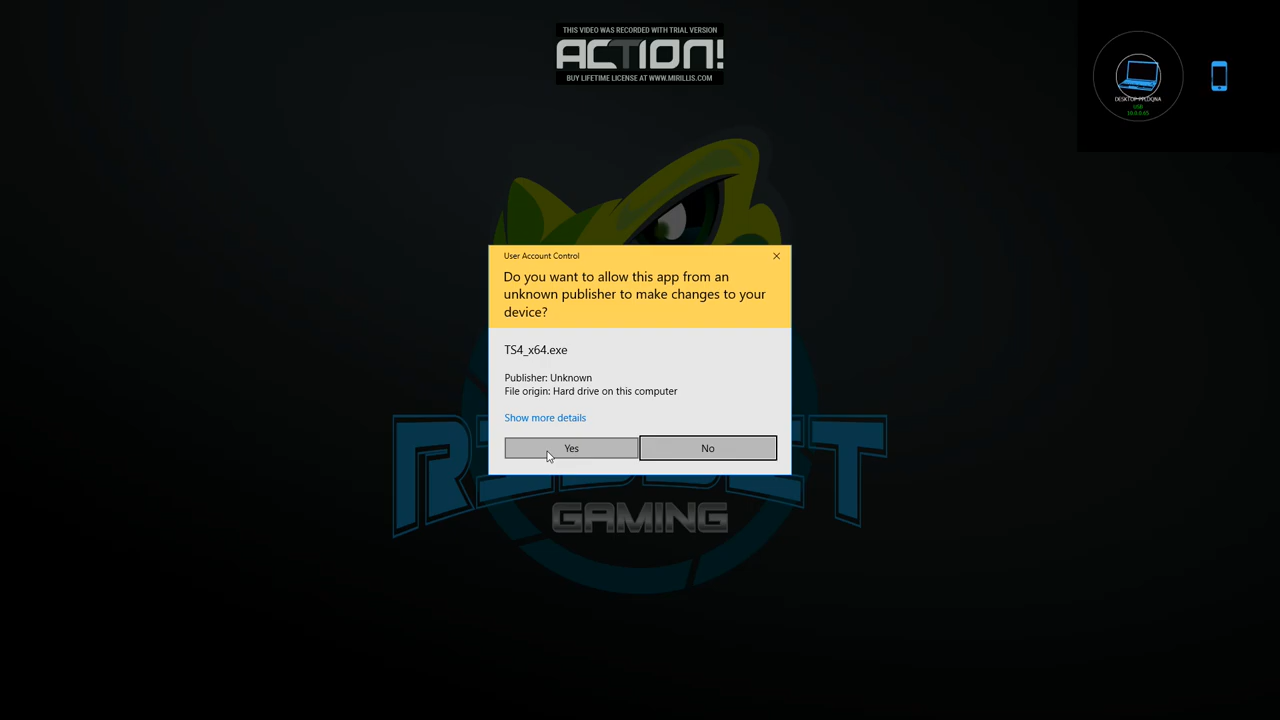 THIS VIDEO WAS RECORDED WITH TRIAL VERSION
ACTION!
BUY LIFETIME LICENSE AT WWW.MIRILLIS.COM
USB
User Account Control
Do you want to allow this app from an
unknown publisher to make changes to your
device?
TS4_x64.exe
Publisher: Unknown
File origin: Hard drive on this computer
Show more details
Yes
No
GAMING